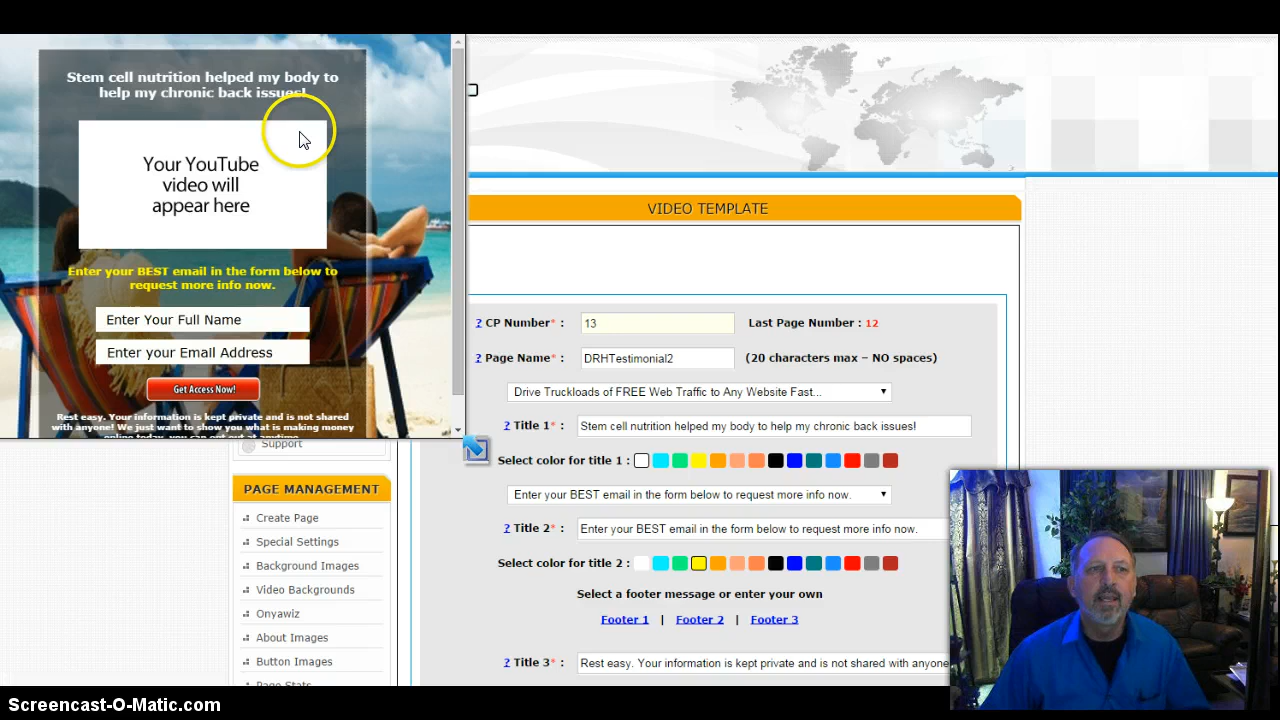 Stem cell nutrition helped my body to
help my chronic back issues!
Your YouTube
video will
appear here
Enter your BEST email in the form below to
request more info now.
Enter Your Full Name
Enter your Email Address
Get Access Now!
Rest easy. Your information is kept private and is not shared
with anyone! We just want to show you what is making money
online today, you can opt out at anytime.
Support
PAGE MANAGEMENT
Create Page
Special Settings
Background Images
Video Backgrounds
Onyawiz
About Images
Button Images
Page Stats
VIDEO TEMPLATE
? CP Number* : 13 Last Page Number : 12
? Page Name* : DRHTestimonial2 (20 characters max – NO spaces)
Drive Truckloads of FREE Web Traffic to Any Website Fast...
? Title 1* : Stem cell nutrition helped my body to help my chronic back issues!
Select color for title 1 :
Enter your BEST email in the form below to request more info now.
? Title 2* : Enter your BEST email in the form below to request more info now.
Select color for title 2 :
Select a footer message or enter your own
Footer 1 | Footer 2 | Footer 3
? Title 3* : Rest easy. Your information is kept private and is not shared with anyone
Screencast-O-Matic.com